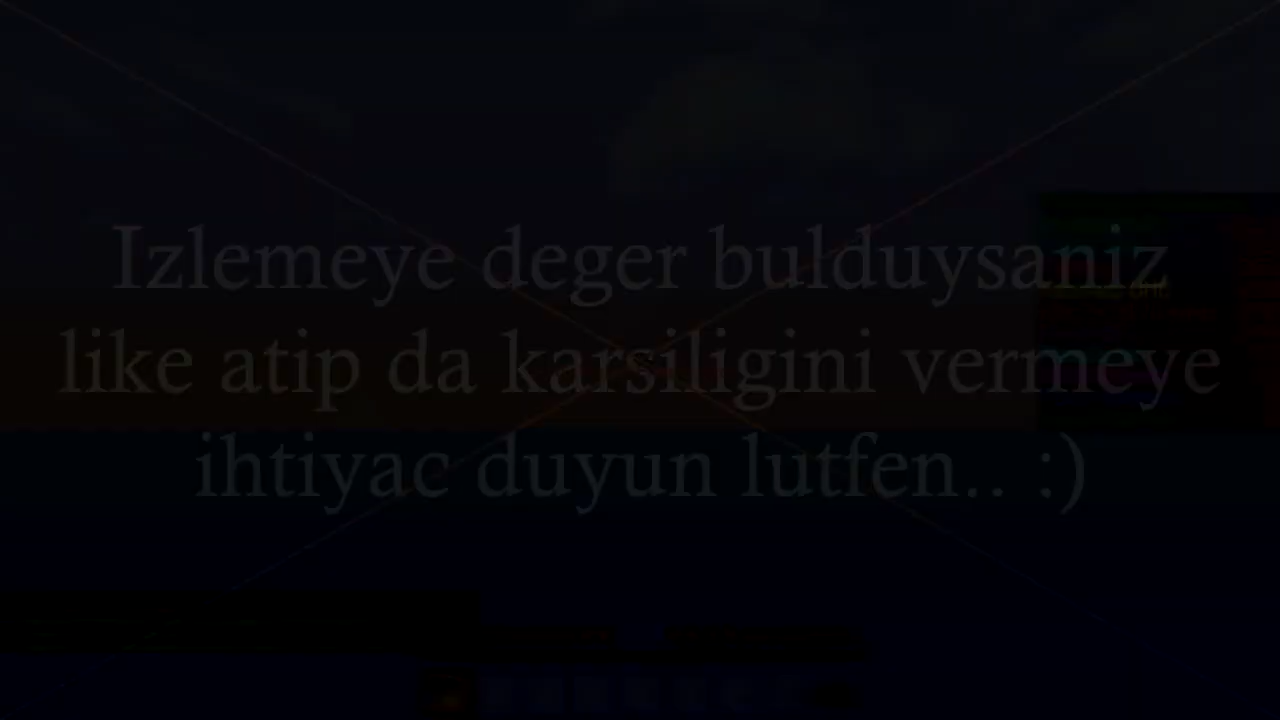 Izlemeye deger bulduysaniz
like atip da karsiligini vermeye
ihtiyac duyun lutfen.. :)